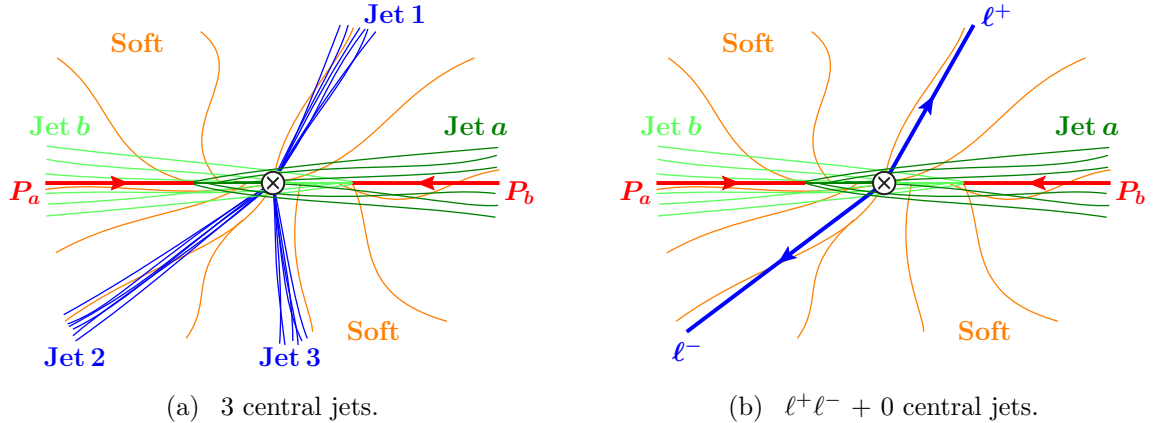 Jet 1
Soft
Jet b
Jet a
P_a
P_b
Soft
Jet 2
Jet 3
(a) 3 central jets.
ℓ⁺
Soft
Jet b
Jet a
P_a
P_b
Soft
ℓ⁻
(b) ℓ⁺ℓ⁻ + 0 central jets.